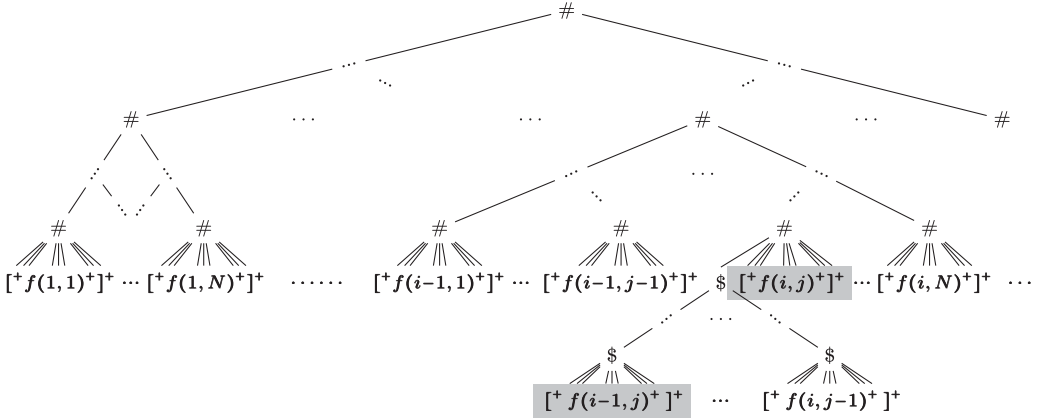 #
... ...
... ...
# ... ... # ... #
... ... ... ... ...
... ... ... ...
# # # # # #
[+ f(1,1)+]+ ... [+ f(1,N)+]+ ...... [+ f(i−1,1)+]+ ... [+ f(i−1,j−1)+]+ $ [+ f(i,j)+]+ ... [+ f(i,N)+]+ ...
... ... ...
$ $
[+ f(i−1,j)+ ]+ ... [+ f(i,j−1)+ ]+